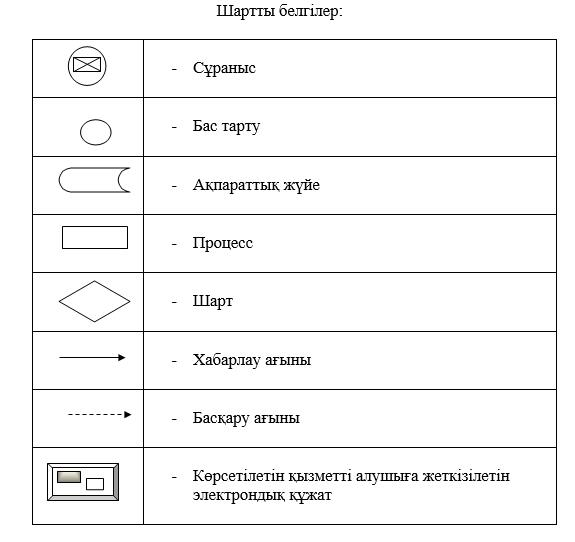 Шартты белгілер:
- Сұраныс
- Бас тарту
- Ақпараттық жүйе
- Процесс
- Шарт
- Хабарлау ағыны
- Басқару ағыны
- Көрсетілетін қызметті алушыға жеткізілетін
электрондық құжат